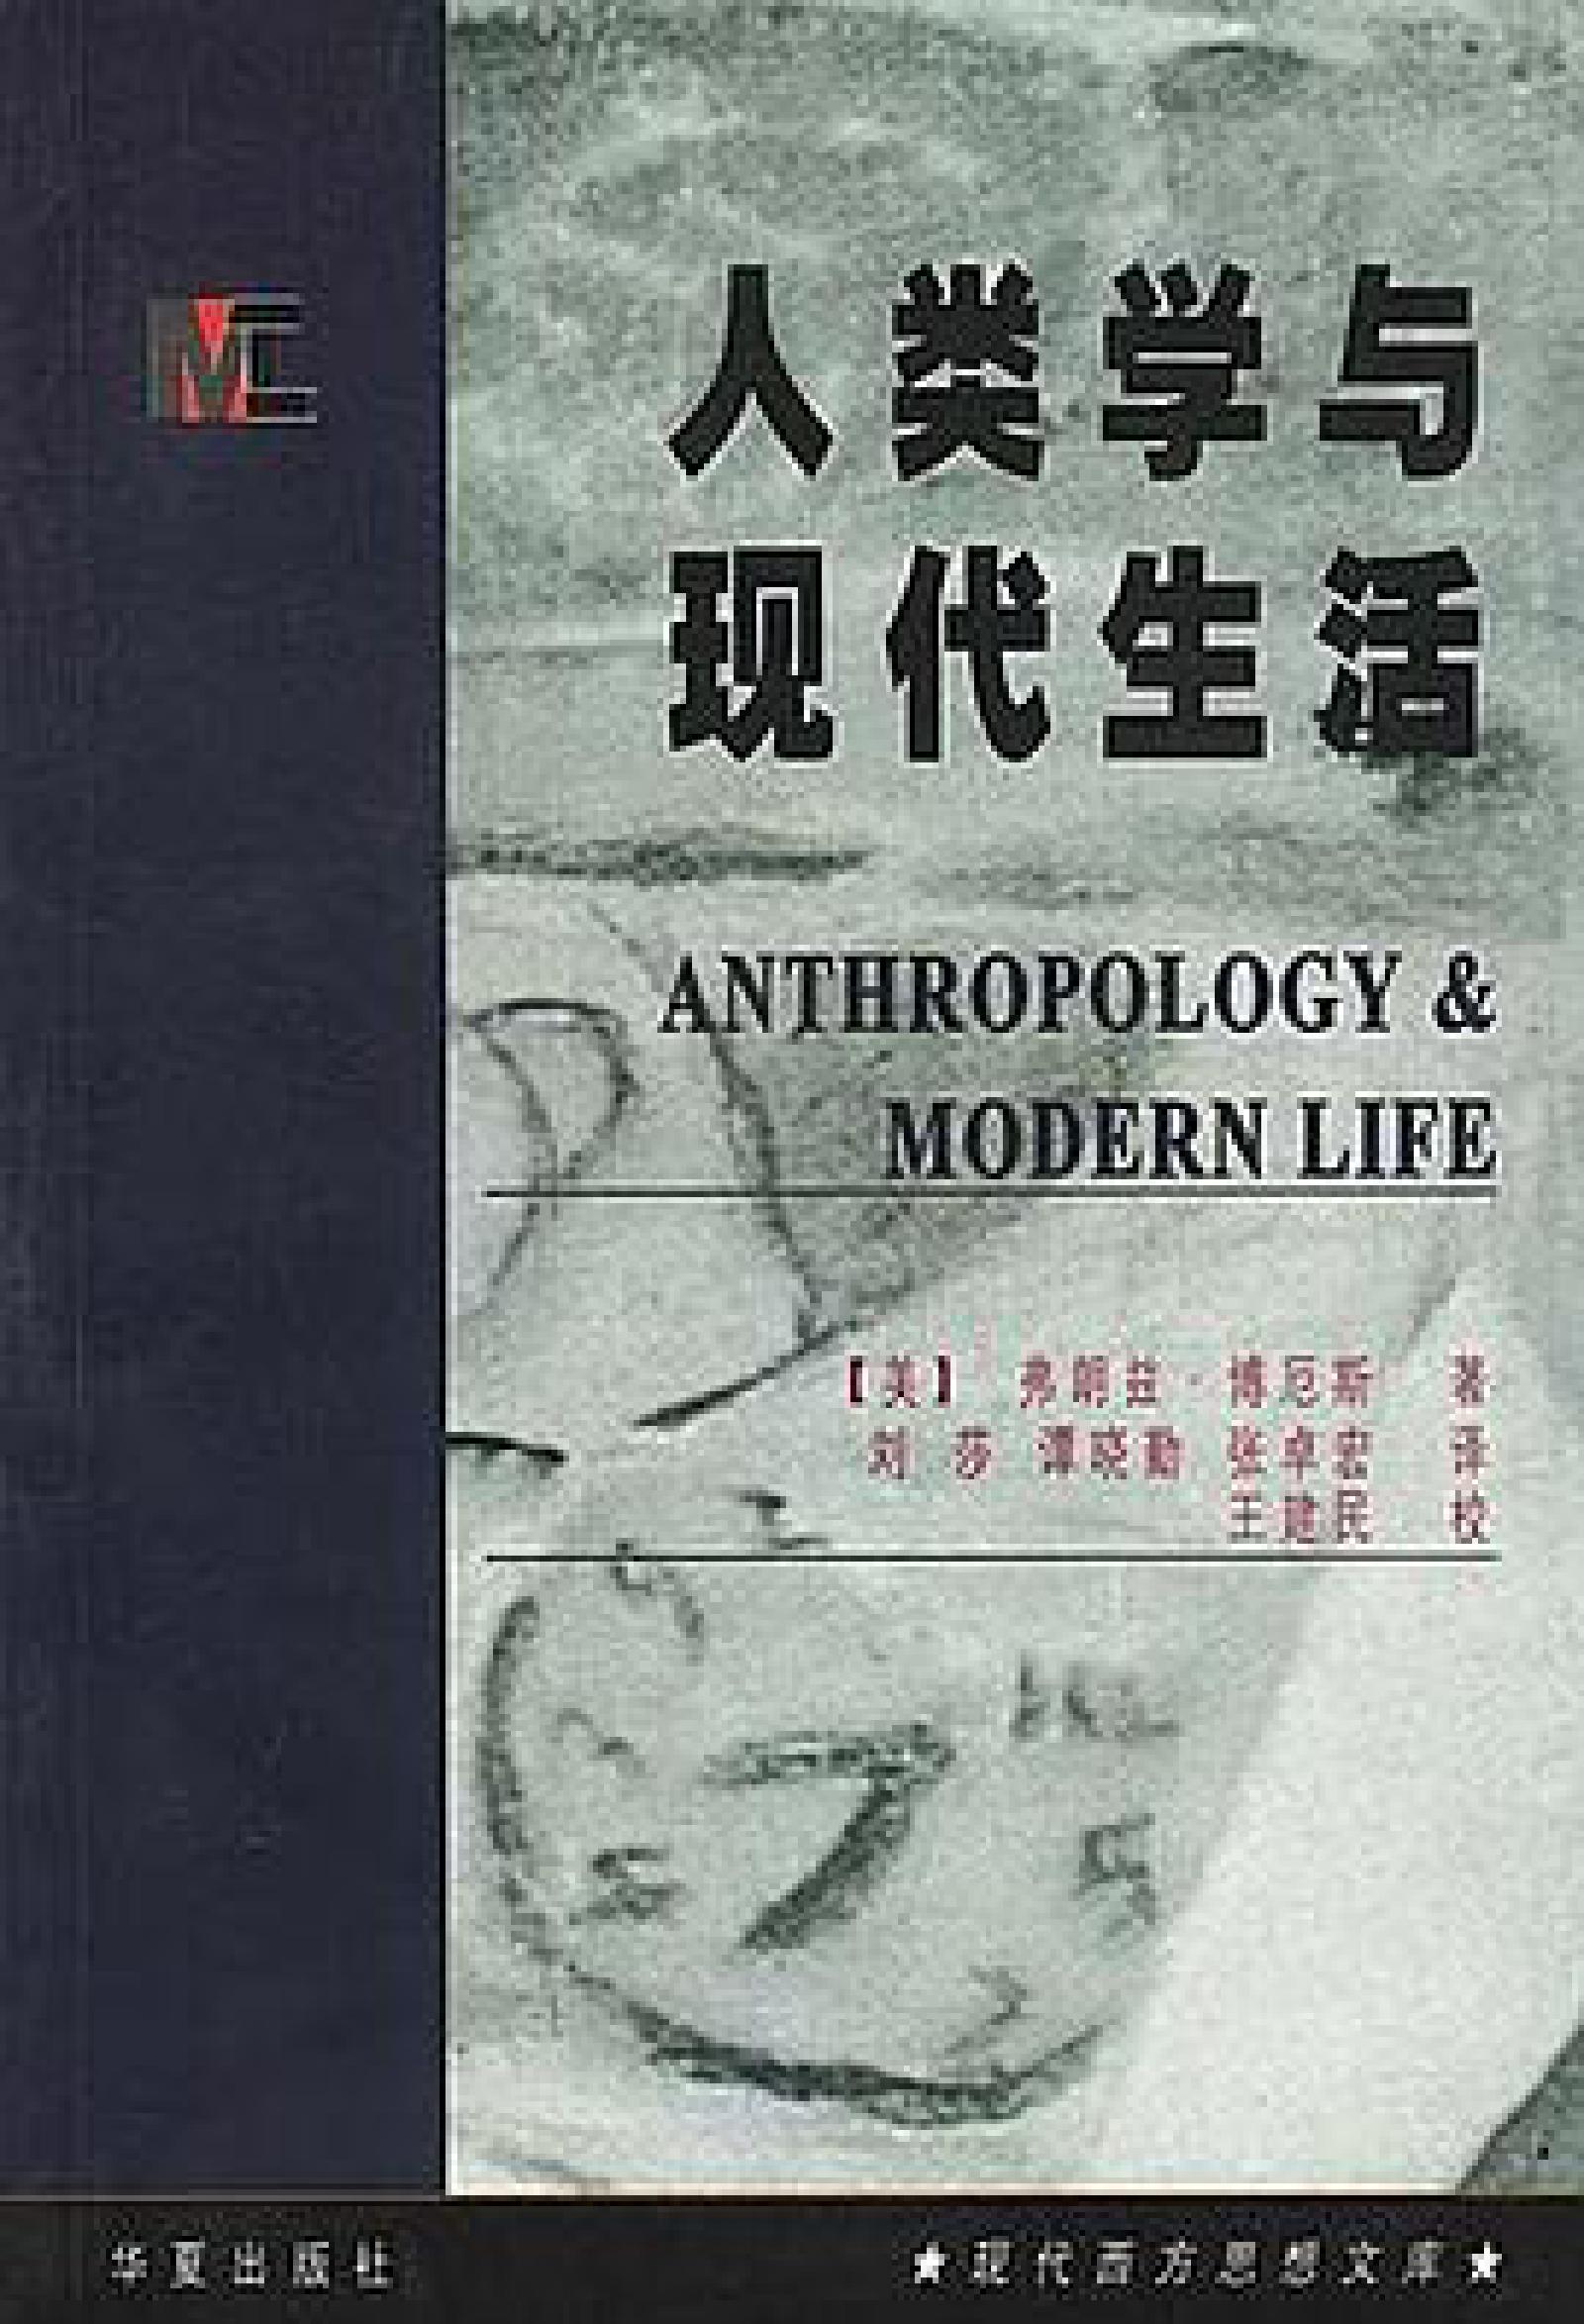 人类学与
现代生活
ANTHROPOLOGY &
MODERN LIFE
【美】 弗朗兹·博厄斯 著
刘 莎 谭晓勤 张卓宏 译
王建民 校
华夏出版社
★现代西方思想文库★